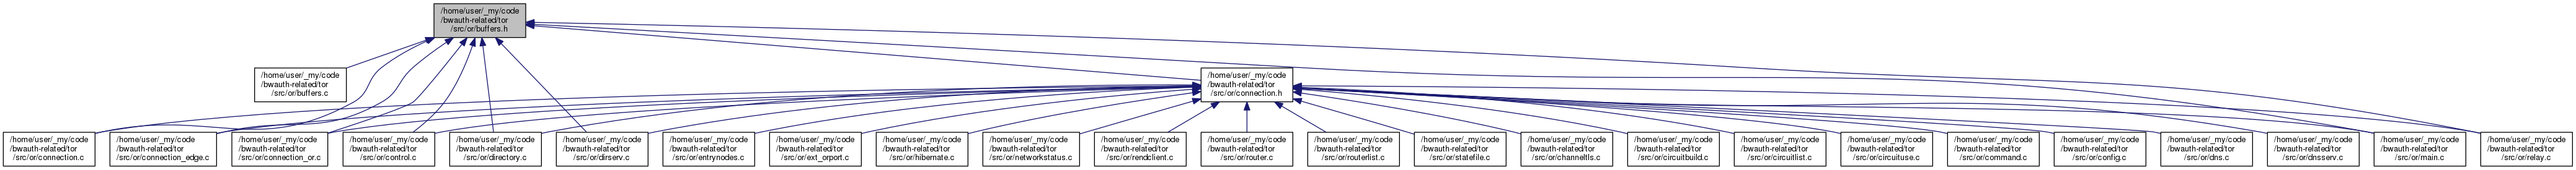 /home/user/_my/code
/bwauth-related/tor
/src/or/buffers.h
/home/user/_my/code
/bwauth-related/tor
/src/or/buffers.c
/home/user/_my/code
/bwauth-related/tor
/src/or/connection.h
/home/user/_my/code
/bwauth-related/tor
/src/or/connection.c
/home/user/_my/code
/bwauth-related/tor
/src/or/connection_edge.c
/home/user/_my/code
/bwauth-related/tor
/src/or/connection_or.c
/home/user/_my/code
/bwauth-related/tor
/src/or/control.c
/home/user/_my/code
/bwauth-related/tor
/src/or/directory.c
/home/user/_my/code
/bwauth-related/tor
/src/or/dirserv.c
/home/user/_my/code
/bwauth-related/tor
/src/or/entrynodes.c
/home/user/_my/code
/bwauth-related/tor
/src/or/ext_orport.c
/home/user/_my/code
/bwauth-related/tor
/src/or/hibernate.c
/home/user/_my/code
/bwauth-related/tor
/src/or/networkstatus.c
/home/user/_my/code
/bwauth-related/tor
/src/or/rendclient.c
/home/user/_my/code
/bwauth-related/tor
/src/or/router.c
/home/user/_my/code
/bwauth-related/tor
/src/or/routerlist.c
/home/user/_my/code
/bwauth-related/tor
/src/or/statefile.c
/home/user/_my/code
/bwauth-related/tor
/src/or/channeltls.c
/home/user/_my/code
/bwauth-related/tor
/src/or/circuitbuild.c
/home/user/_my/code
/bwauth-related/tor
/src/or/circuitlist.c
/home/user/_my/code
/bwauth-related/tor
/src/or/circuituse.c
/home/user/_my/code
/bwauth-related/tor
/src/or/command.c
/home/user/_my/code
/bwauth-related/tor
/src/or/config.c
/home/user/_my/code
/bwauth-related/tor
/src/or/dns.c
/home/user/_my/code
/bwauth-related/tor
/src/or/dnsserv.c
/home/user/_my/code
/bwauth-related/tor
/src/or/main.c
/home/user/_my/code
/bwauth-related/tor
/src/or/relay.c